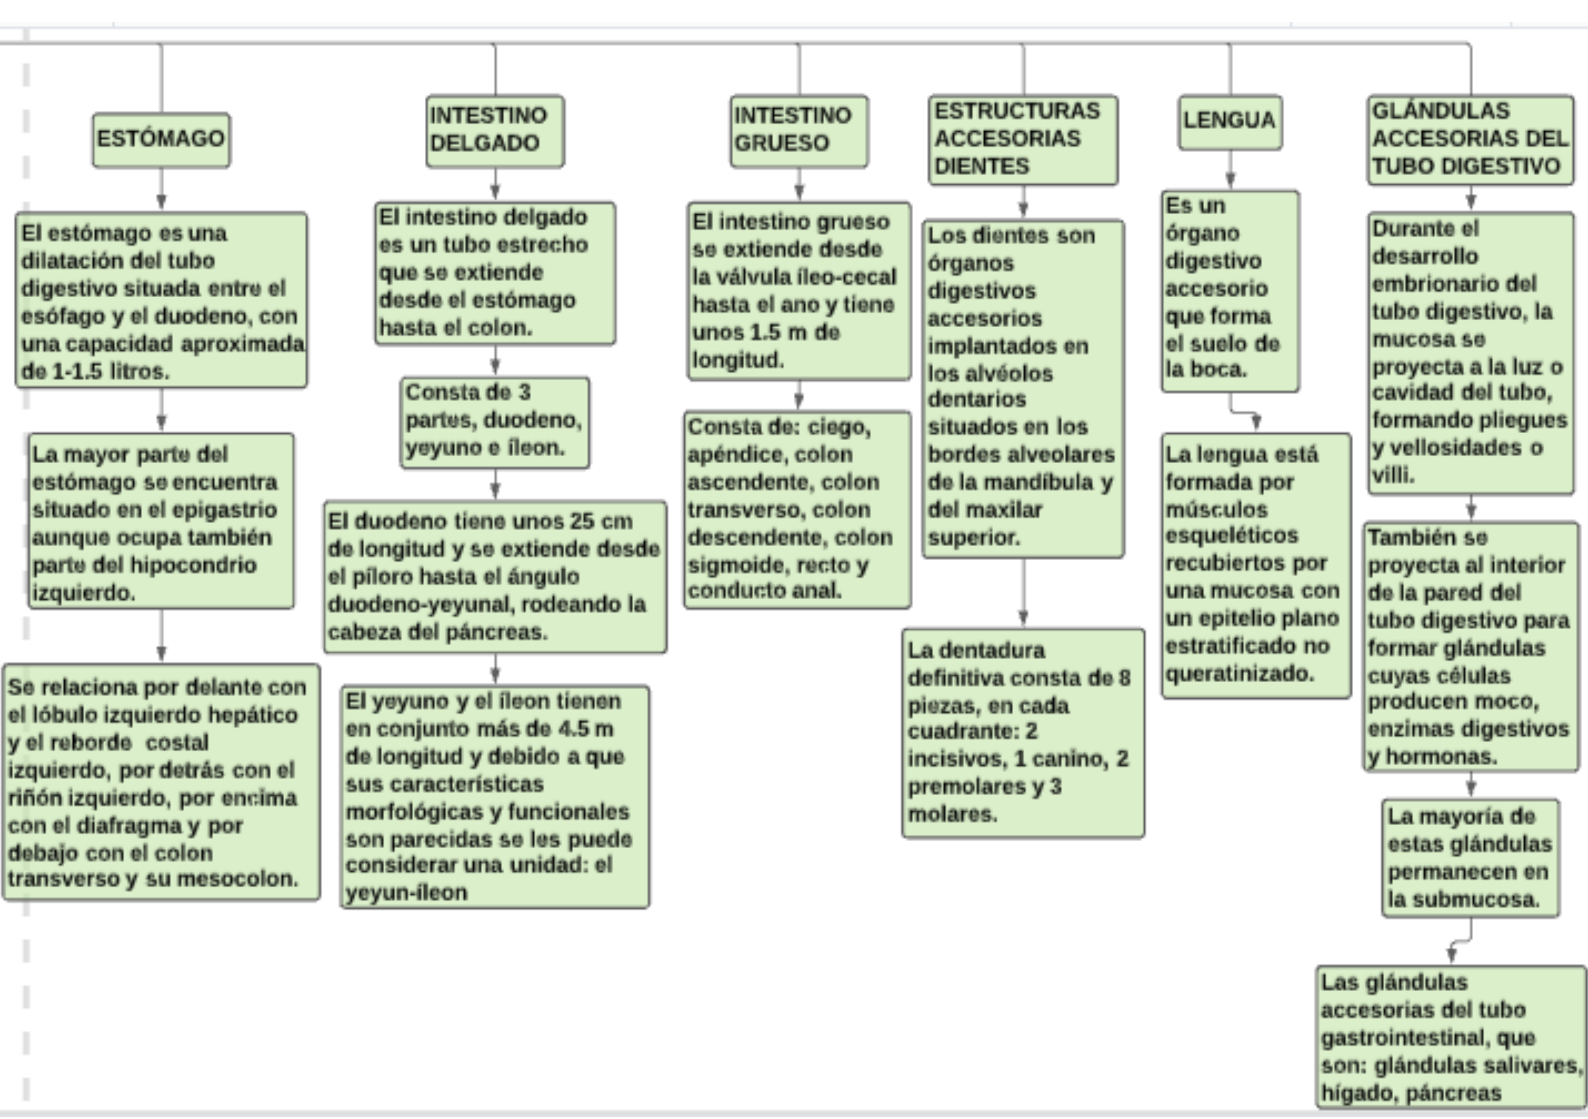 ESTÓMAGO
El estómago es una
dilatación del tubo
digestivo situada entre el
esófago y el duodeno, con
una capacidad aproximada
de 1-1.5 litros.
La mayor parte del
estómago se encuentra
situado en el epigastrio
aunque ocupa también
parte del hipocondrio
izquierdo.
Se relaciona por delante con
el lóbulo izquierdo hepático
y el reborde costal
izquierdo, por detrás con el
riñón izquierdo, por encima
con el diafragma y por
debajo con el colon
transverso y su mesocolon.
INTESTINO
DELGADO
El intestino delgado
es un tubo estrecho
que se extiende
desde el estómago
hasta el colon.
Consta de 3
partes, duodeno,
yeyuno e íleon.
El duodeno tiene unos 25 cm
de longitud y se extiende desde
el píloro hasta el ángulo
duodeno-yeyunal, rodeando la
cabeza del páncreas.
El yeyuno y el íleon tienen
en conjunto más de 4.5 m
de longitud y debido a que
sus características
morfológicas y funcionales
son parecidas se les puede
considerar una unidad: el
yeyun-íleon
INTESTINO
GRUESO
El intestino grueso
se extiende desde
la válvula íleo-cecal
hasta el ano y tiene
unos 1.5 m de
longitud.
Consta de: ciego,
apéndice, colon
ascendente, colon
transverso, colon
descendente, colon
sigmoide, recto y
conducto anal.
ESTRUCTURAS
ACCESORIAS
DIENTES
Los dientes son
órganos
digestivos
accesorios
implantados en
los alvéolos
dentarios
situados en los
bordes alveolares
de la mandíbula y
del maxilar
superior.
La dentadura
definitiva consta de 8
piezas, en cada
cuadrante: 2
incisivos, 1 canino, 2
premolares y 3
molares.
LENGUA
Es un
órgano
digestivo
accesorio
que forma
el suelo de
la boca.
La lengua está
formada por
músculos
esqueléticos
recubiertos por
una mucosa con
un epitelio plano
estratificado no
queratinizado.
GLÁNDULAS
ACCESORIAS DEL
TUBO DIGESTIVO
Durante el
desarrollo
embrionario del
tubo digestivo, la
mucosa se
proyecta a la luz o
cavidad del tubo,
formando pliegues
y vellosidades o
villi.
También se
proyecta al interior
de la pared del
tubo digestivo para
formar glándulas
cuyas células
producen moco,
enzimas digestivos
y hormonas.
La mayoría de
estas glándulas
permanecen en
la submucosa.
Las glándulas
accesorias del tubo
gastrointestinal, que
son: glándulas salivares,
hígado, páncreas